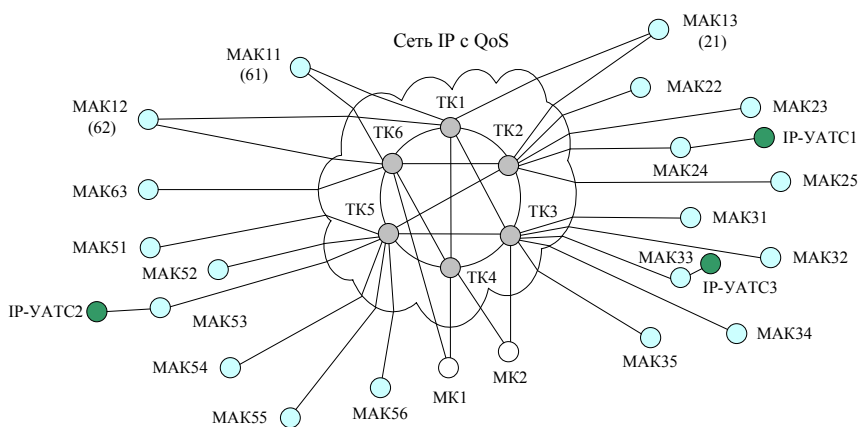 МАК13
(21)
Сеть IP с QoS
МАК11
(61)
МАК22
МАК12
(62)
ТК1
МАК23
ТК6
ТК2
IP-УАТС1
МАК24
МАК25
МАК63
ТК5
ТК3
МАК31
МАК51
МАК52
МАК33
МАК32
ТК4
IP-УАТС3
IP-УАТС2
МАК53
МАК34
МАК35
МАК54
МК2
МК1
МАК56
МАК55